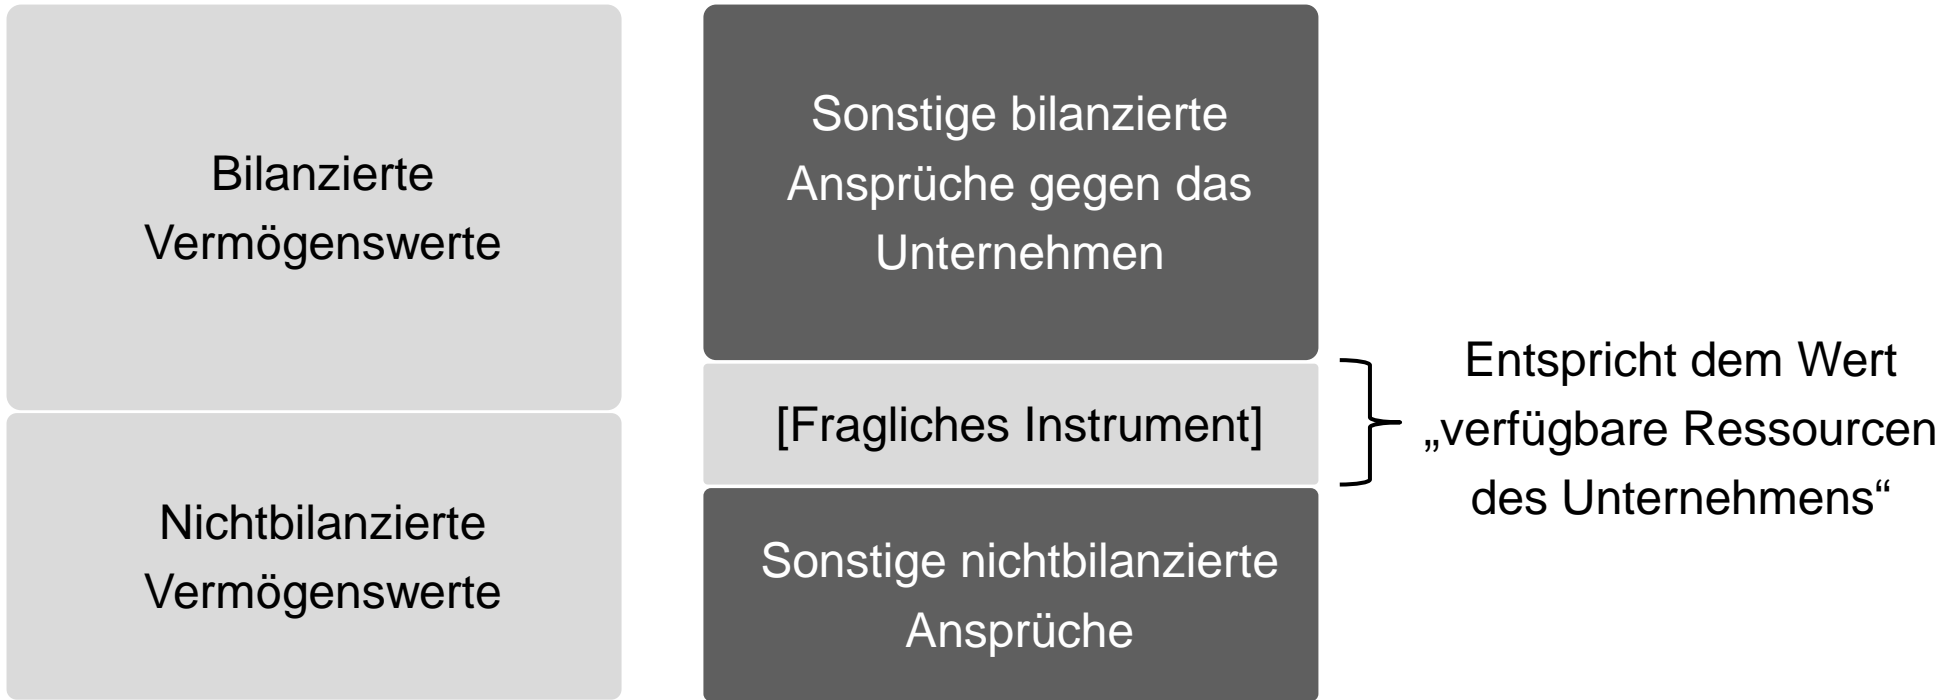 Bilanzierte
Vermögenswerte
Nichtbilanzierte
Vermögenswerte
Sonstige bilanzierte
Ansprüche gegen das
Unternehmen
[Fragliches Instrument]
Sonstige nichtbilanzierte
Ansprüche
Entspricht dem Wert
„verfügbare Ressourcen
des Unternehmens“